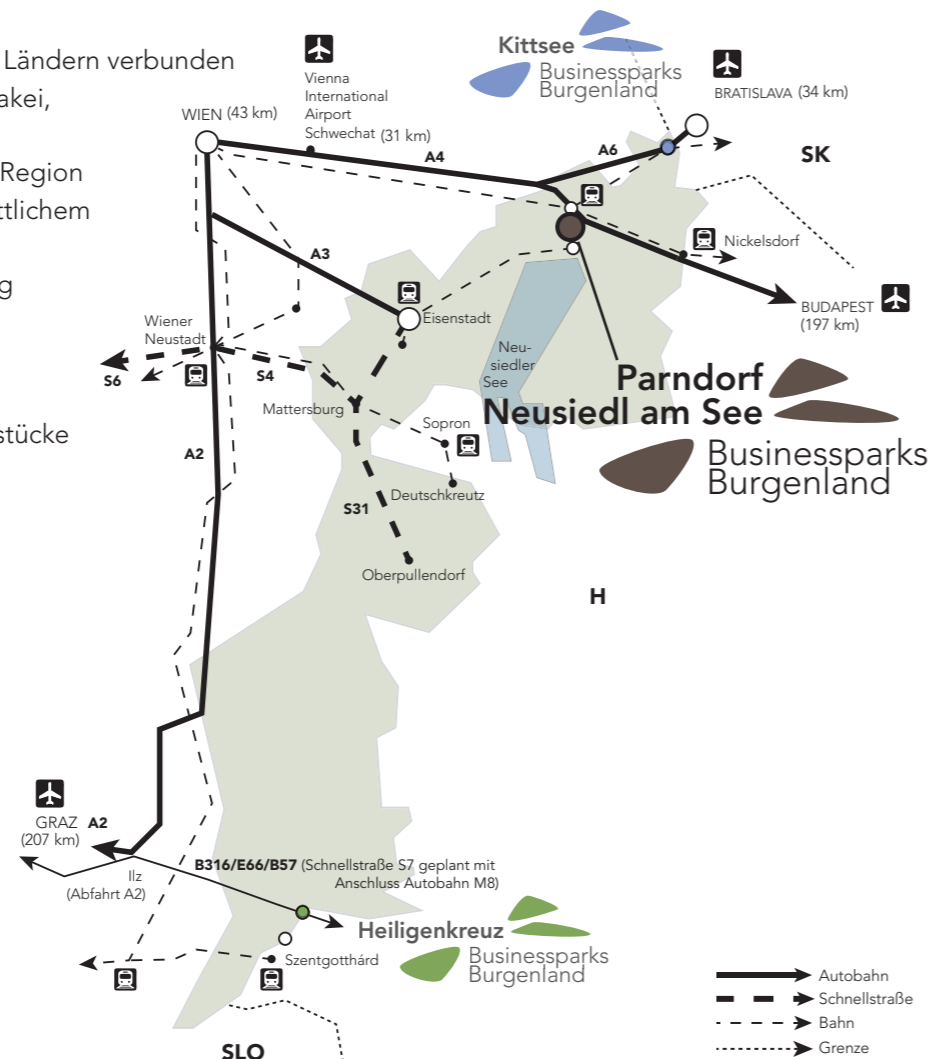 Ländern verbunden
akei,
Region
ttlichem
g
stücke
Kittsee
Businessparks
Burgenland
Vienna
International
Airport
Schwechat (31 km)
BRATISLAVA (34 km)
WIEN (43 km)
A4
A6
SK
A3
Nickelsdorf
BUDAPEST
(197 km)
Wiener
Neustadt
Eisenstadt
S6
S4
Neu-
siedler
See
Parndorf
Neusiedl am See
Businessparks
Burgenland
Mattersburg
Sopron
A2
Deutschkreutz
S31
Oberpullendorf
H
GRAZ A2
(207 km)
Ilz
(Abfahrt A2)
B316/E66/B57 (Schnellstraße S7 geplant mit
Anschluss Autobahn M8)
Heiligenkreuz
Businessparks
Burgenland
Szentgotthárd
SLO
Autobahn
Schnellstraße
Bahn
Grenze